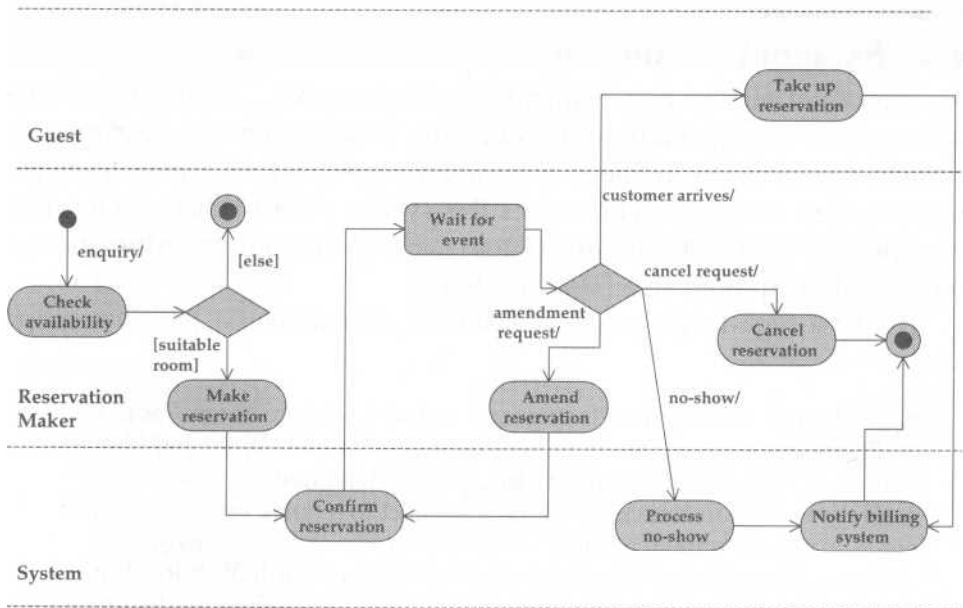 Take up
reservation
Guest
customer arrives/
Wait for
event
enquiry/
[else]
cancel request/
Check
availability
amendment
request/
Cancel
reservation
[suitable
room]
Reservation
Maker
Make
reservation
Amend
reservation
no-show/
Confirm
reservation
Process
no-show
Notify billing
system
System